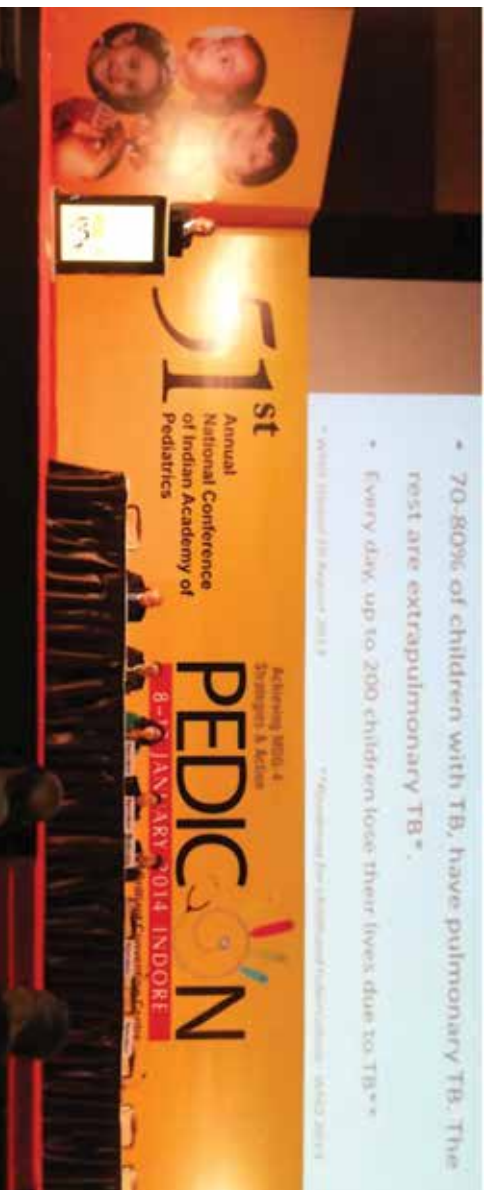 • 70-80% of children with TB, have pulmonary TB. The
rest are extrapulmonary TB*.
• Every day, up to 200 children lose their lives due to TB**
51st
Annual
National Conference
of Indian Academy of
Pediatrics
Achieving MDG-4
Strategies & Action
PEDICON
JANUARY 2014 INDORE